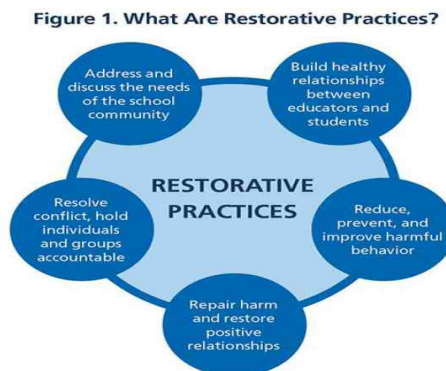 Figure 1. What Are Restorative Practices?
Address and
discuss the needs
of the school
community
Build healthy
relationships
between
educators and
students
RESTORATIVE
PRACTICES
Resolve
conflict, hold
individuals
and groups
accountable
Reduce,
prevent, and
improve harmful
behavior
Repair harm
and restore
positive
relationships